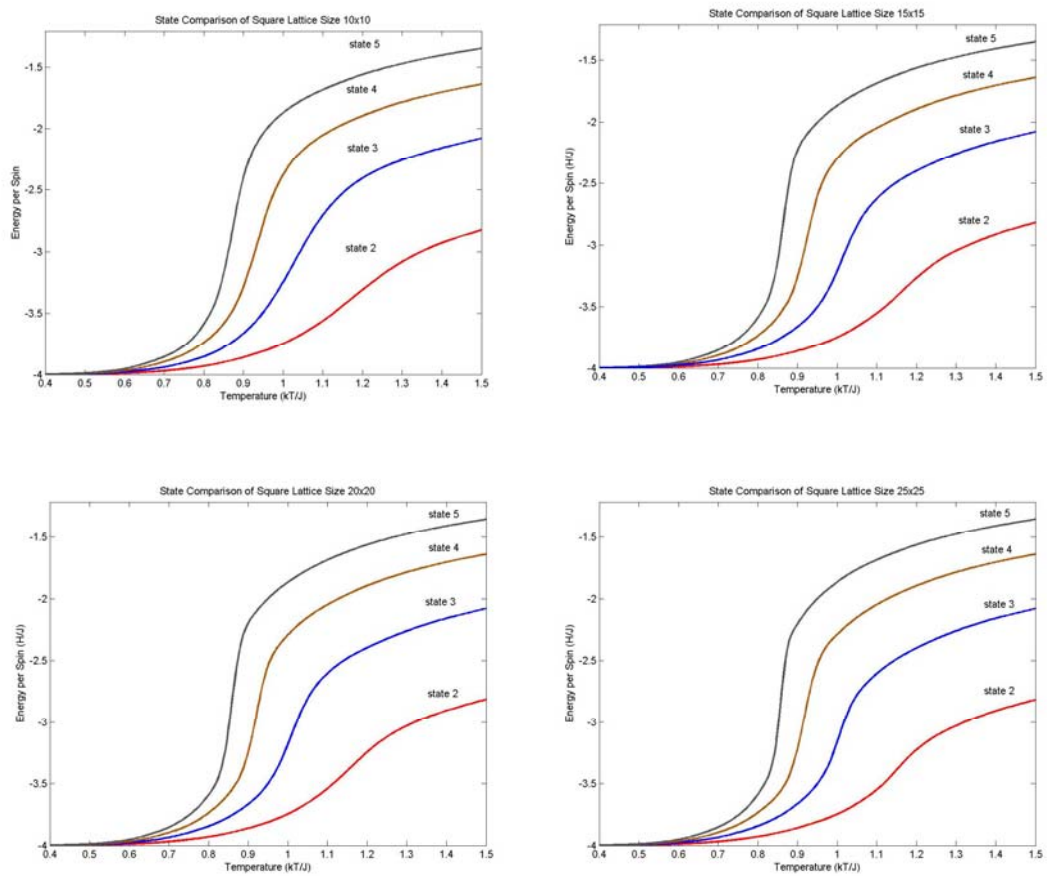 State Comparison of Square Lattice Size 10x10
state 5
-1.5
state 4
-2
state 3
-2.5
Energy per Spin
state 2
-3
-3.5
-4
0.4 0.5 0.6 0.7 0.8 0.9 1 1.1 1.2 1.3 1.4 1.5
Temperature (kT/J)
State Comparison of Square Lattice Size 15x15
state 5
-1.5
state 4
-2
state 3
-2.5
Energy per Spin (H/J)
state 2
-3
-3.5
-4
0.4 0.5 0.6 0.7 0.8 0.9 1 1.1 1.2 1.3 1.4 1.5
Temperature (kT/J)
State Comparison of Square Lattice Size 20x20
state 5
-1.5
state 4
-2
state 3
-2.5
Energy per Spin (H/J)
state 2
-3
-3.5
-4
0.4 0.5 0.6 0.7 0.8 0.9 1 1.1 1.2 1.3 1.4 1.5
Temperature (kT/J)
State Comparison of Square Lattice Size 25x25
state 5
-1.5
state 4
-2
state 3
-2.5
Energy per Spin (H/J)
state 2
-3
-3.5
-4
0.4 0.5 0.6 0.7 0.8 0.9 1 1.1 1.2 1.3 1.4 1.5
Temperature (kT/J)